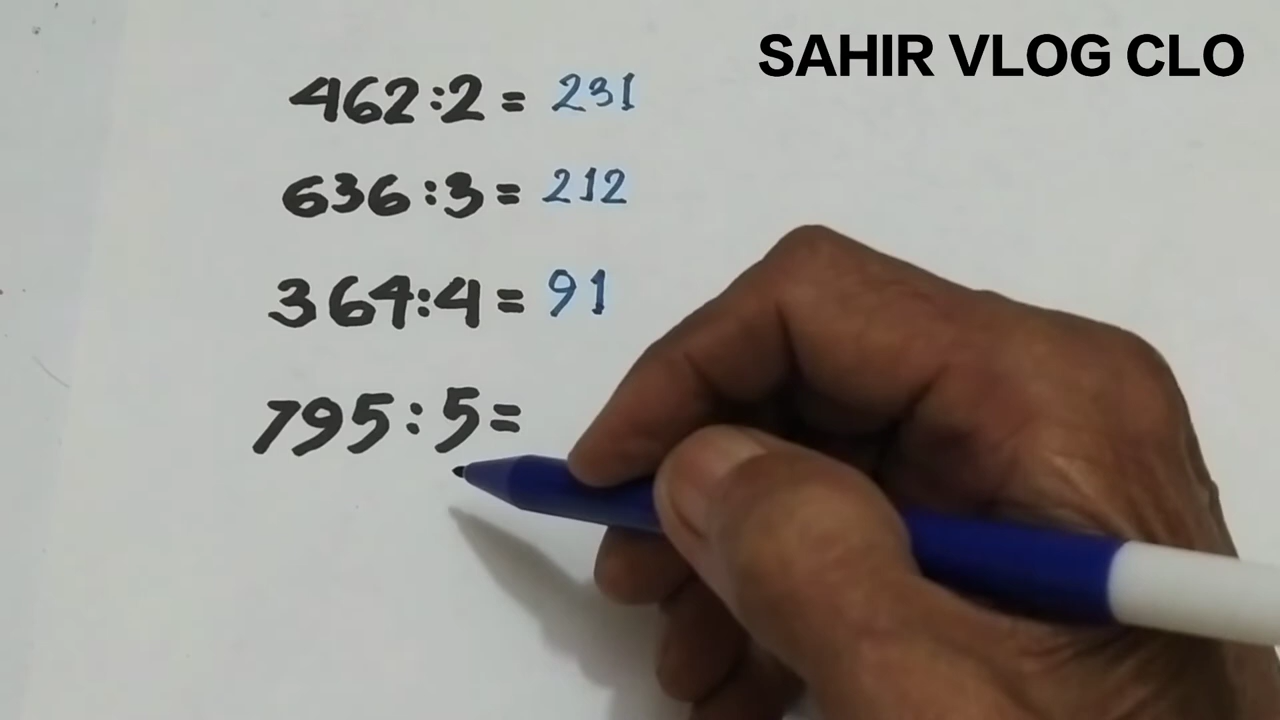 SAHIR VLOG CLO
462:2= 231
636:3= 212
364:4= 91
795:5=